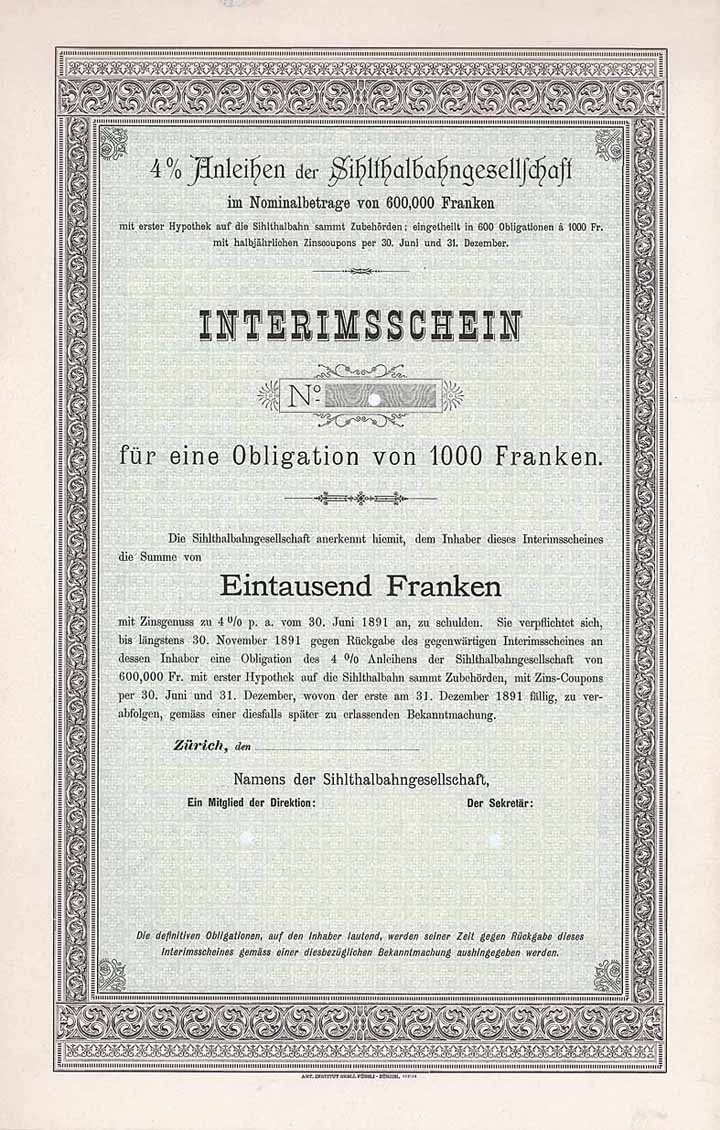 4% Anleihen der Sihlthalbahngesellschaft
im Nominalbetrage von 600,000 Franken
mit erster Hypothek auf die Sihlthalbahn sammt Zubehörden; eingetheilt in 600 Obligationen à 1000 Fr.
mit halbjährlichen Zinscoupons per 30. Juni und 31. Dezember.
INTERIMSSCHEIN
No.
für eine Obligation von 1000 Franken.
Die Sihlthalbahngesellschaft anerkennt hiemit, dem Inhaber dieses Interimsscheines
die Summe von
Eintausend Franken
mit Zinsgenuss zu 4% p. a. vom 30. Juni 1891 an, zu schulden. Sie verpflichtet sich,
bis längstens 30. November 1891 gegen Rückgabe des gegenwärtigen Interimsscheines an
dessen Inhaber eine Obligation des 4% Anleihens der Sihlthalbahngesellschaft von
600,000 Fr. mit erster Hypothek auf die Sihlthalbahn sammt Zubehörden, mit Zins-Coupons
per 30. Juni und 31. Dezember, wovon der erste am 31. Dezember 1891 fällig, zu ver-
abfolgen, gemäss einer diesfalls später zu erlassenden Bekanntmachung.
Zürich, den
Namens der Sihlthalbahngesellschaft,
Ein Mitglied der Direktion: Der Sekretär:
Die definitiven Obligationen, auf den Inhaber lautend, werden seiner Zeit gegen Rückgabe dieses
Interimsscheines gemäss einer diesbezüglichen Bekanntmachung aushingegeben werden.
ART. INSTITUT ORELL FÜSSLI - ZÜRICH.